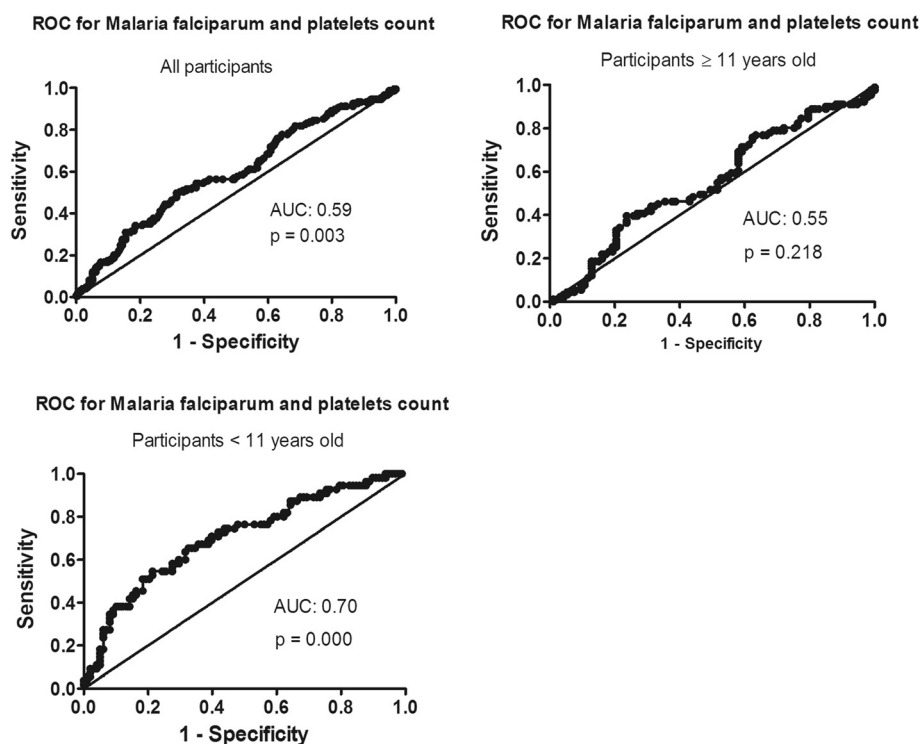 ROC for Malaria falciparum and platelets count
All participants
1.0
0.8
0.6
0.4
0.2
0.0
Sensitivity
AUC: 0.59
p = 0.003
0.0 0.2 0.4 0.6 0.8 1.0
1 - Specificity
ROC for Malaria falciparum and platelets count
Participants ≥ 11 years old
1.0
0.8
0.6
0.4
0.2
0.0
Sensitivity
AUC: 0.55
p = 0.218
0.0 0.2 0.4 0.6 0.8 1.0
1 - Specificity
ROC for Malaria falciparum and platelets count
Participants < 11 years old
1.0
0.8
0.6
0.4
0.2
0.0
Sensitivity
AUC: 0.70
p = 0.000
0.0 0.2 0.4 0.6 0.8 1.0
1 - Specificity